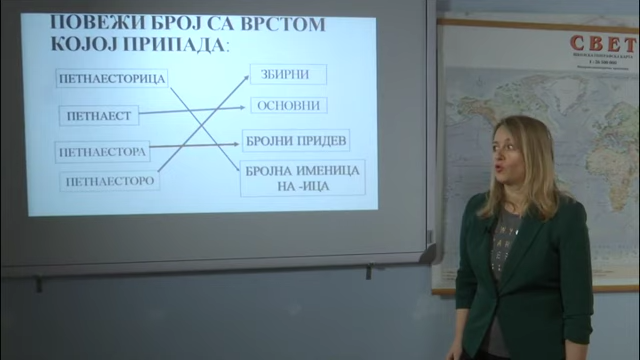 ПОВЕЖИ БРОЈ СА ВРСТОМ
КОЈОЈ ПРИПАДА:
ПЕТНАЕСТОРИЦА
ПЕТНАЕСТ
ПЕТНАЕСТОРА
ПЕТНАЕСТОРО
ЗБИРНИ
ОСНОВНИ
БРОЈНИ ПРИДЕВ
БРОЈНА ИМЕНИЦА
НА -ИЦА
СВЕТ